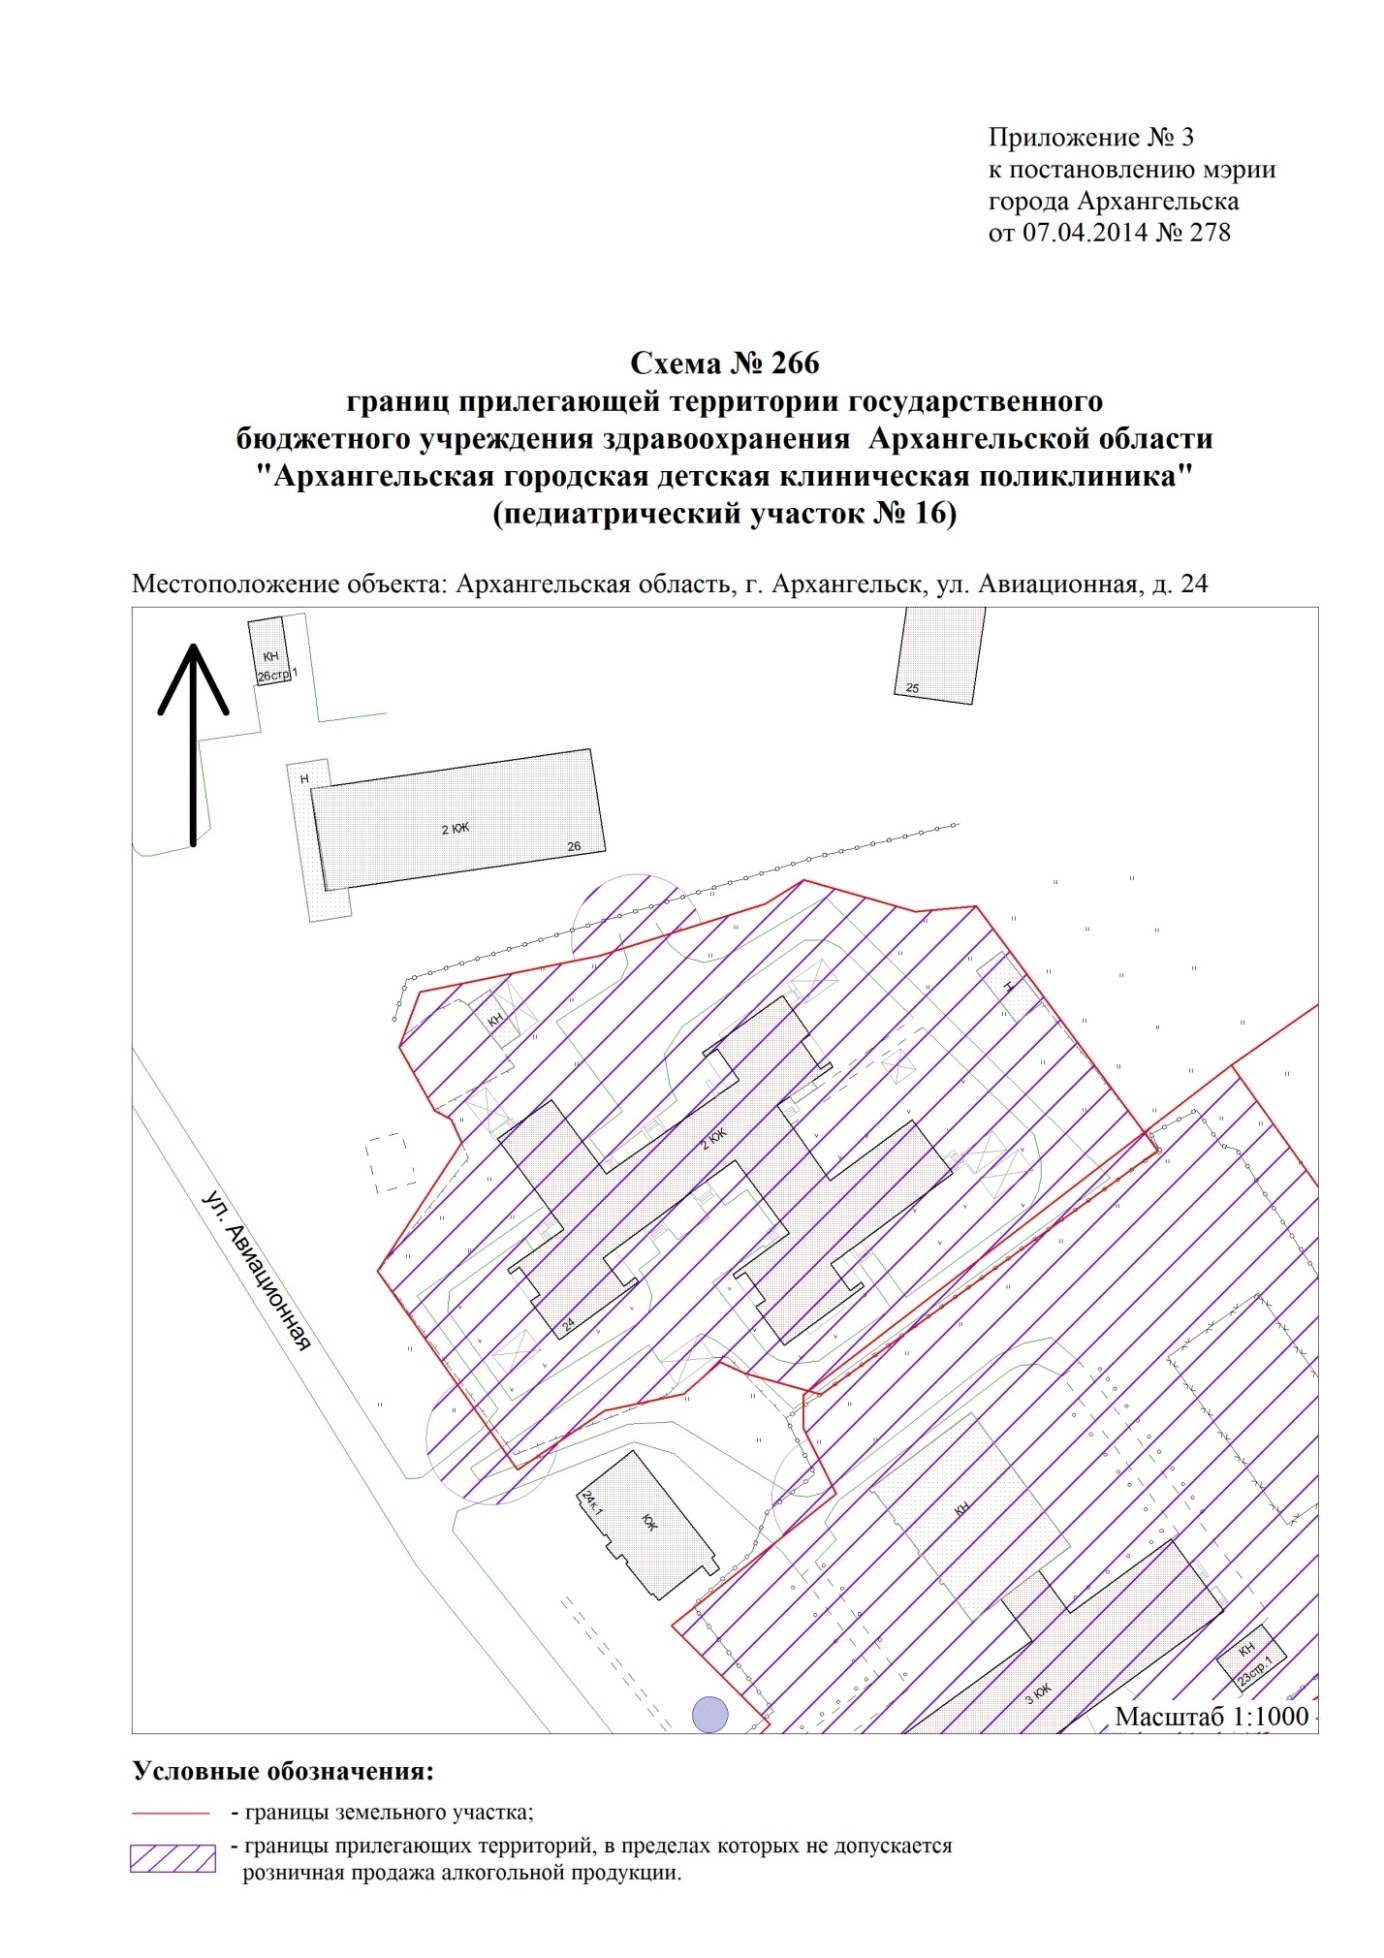 Приложение № 3
к постановлению мэрии
города Архангельска
от 07.04.2014 № 278
Схема № 266
границ прилегающей территории государственного
бюджетного учреждения здравоохранения Архангельской области
"Архангельская городская детская клиническая поликлиника"
(педиатрический участок № 16)
Местоположение объекта: Архангельская область, г. Архангельск, ул. Авиационная, д. 24
КН
26стр.1
25
Н
2 КЖ
26
Н
КН
2 КЖ
ул. Авиационная
24
24к.1
КЖ
КН
КН
23стр.1
3 КЖ
Масштаб 1:1000
Условные обозначения:
- границы земельного участка;
- границы прилегающих территорий, в пределах которых не допускается
розничная продажа алкогольной продукции.